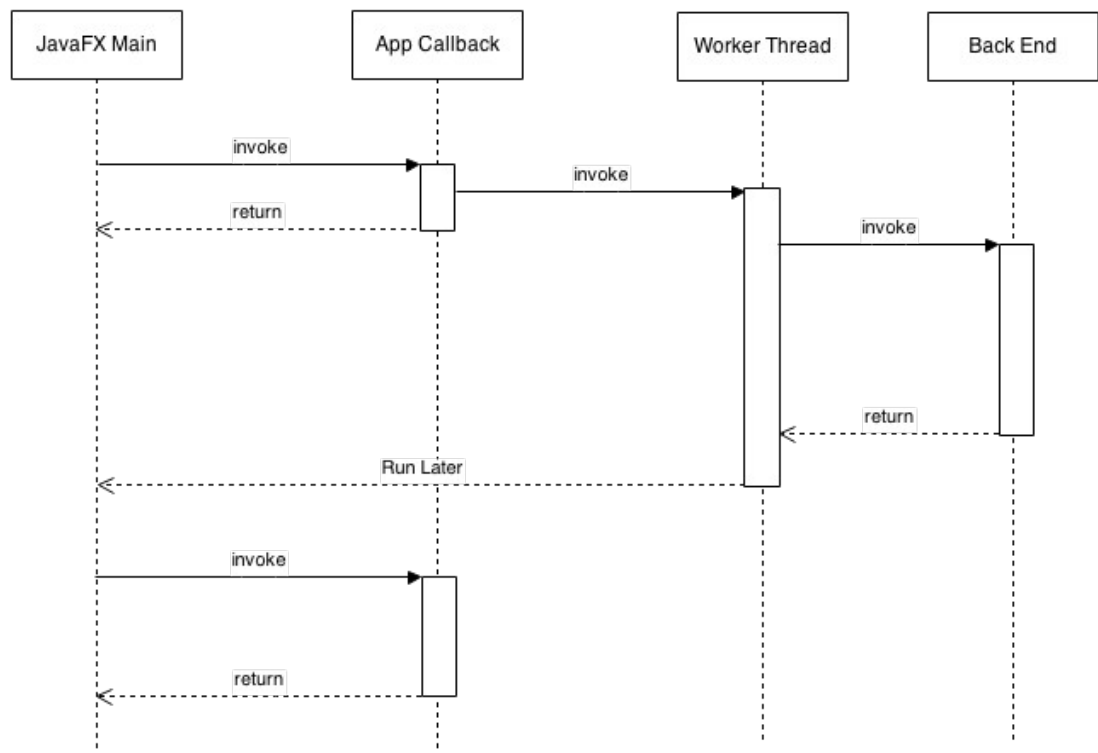 JavaFX Main
App Callback
Worker Thread
Back End
invoke
invoke
return
invoke
return
Run Later
invoke
return